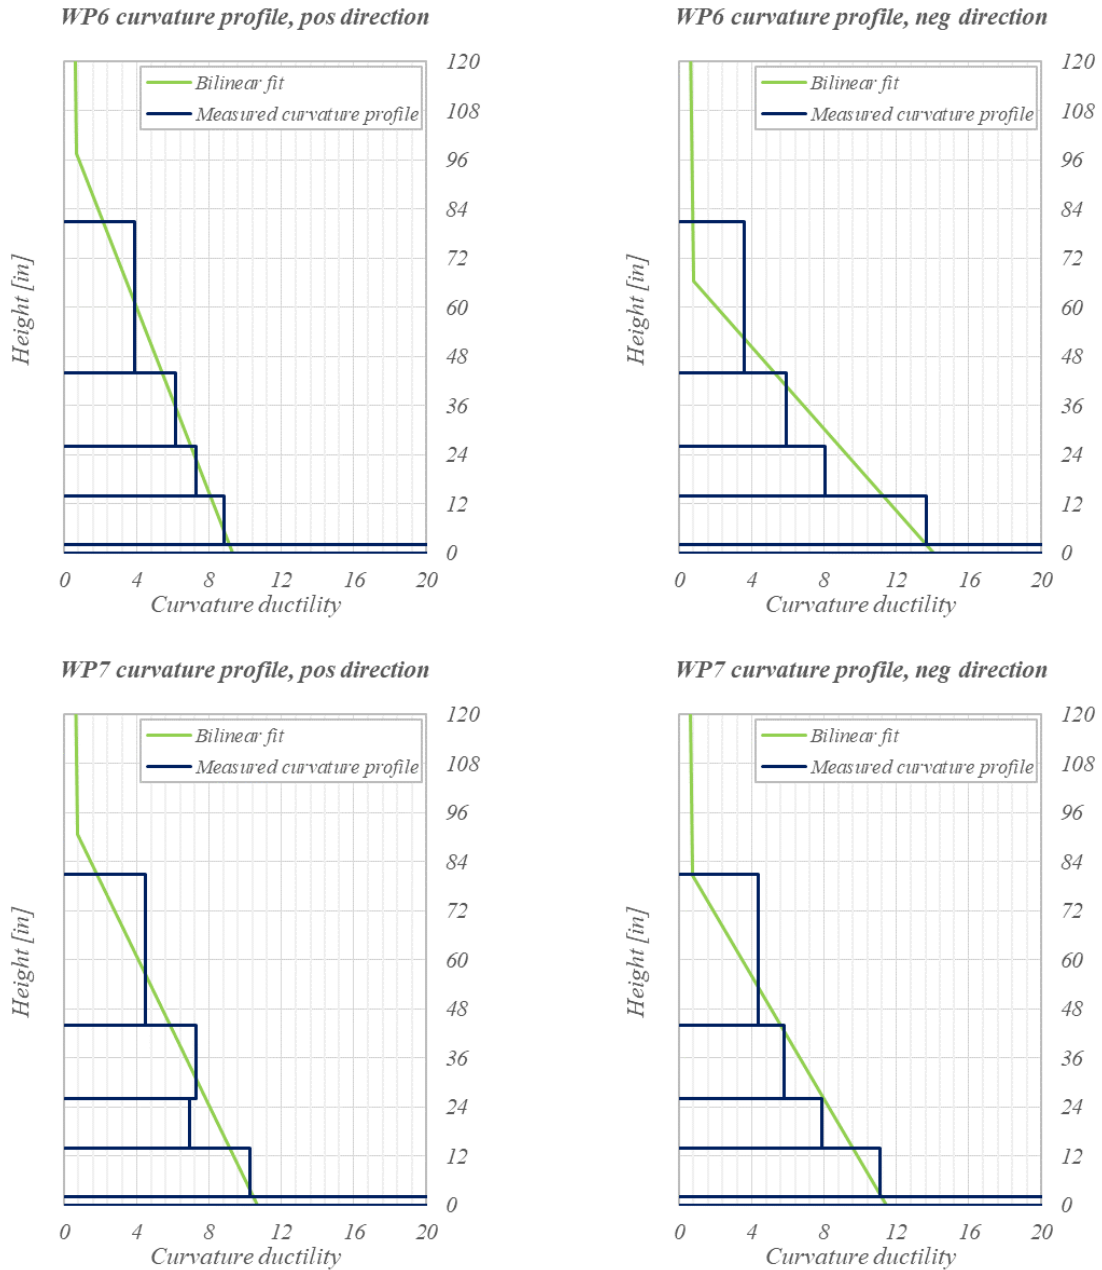 WP6 curvature profile, pos direction
Bilinear fit
Measured curvature profile
120
108
96
84
72
60
48
36
24
12
0
Height [in]
0 4 8 12 16 20
Curvature ductility
WP6 curvature profile, neg direction
Bilinear fit
Measured curvature profile
120
108
96
84
72
60
48
36
24
12
0
Height [in]
0 4 8 12 16 20
Curvature ductility
WP7 curvature profile, pos direction
Bilinear fit
Measured curvature profile
120
108
96
84
72
60
48
36
24
12
0
Height [in]
0 4 8 12 16 20
Curvature ductility
WP7 curvature profile, neg direction
Bilinear fit
Measured curvature profile
120
108
96
84
72
60
48
36
24
12
0
Height [in]
0 4 8 12 16 20
Curvature ductility